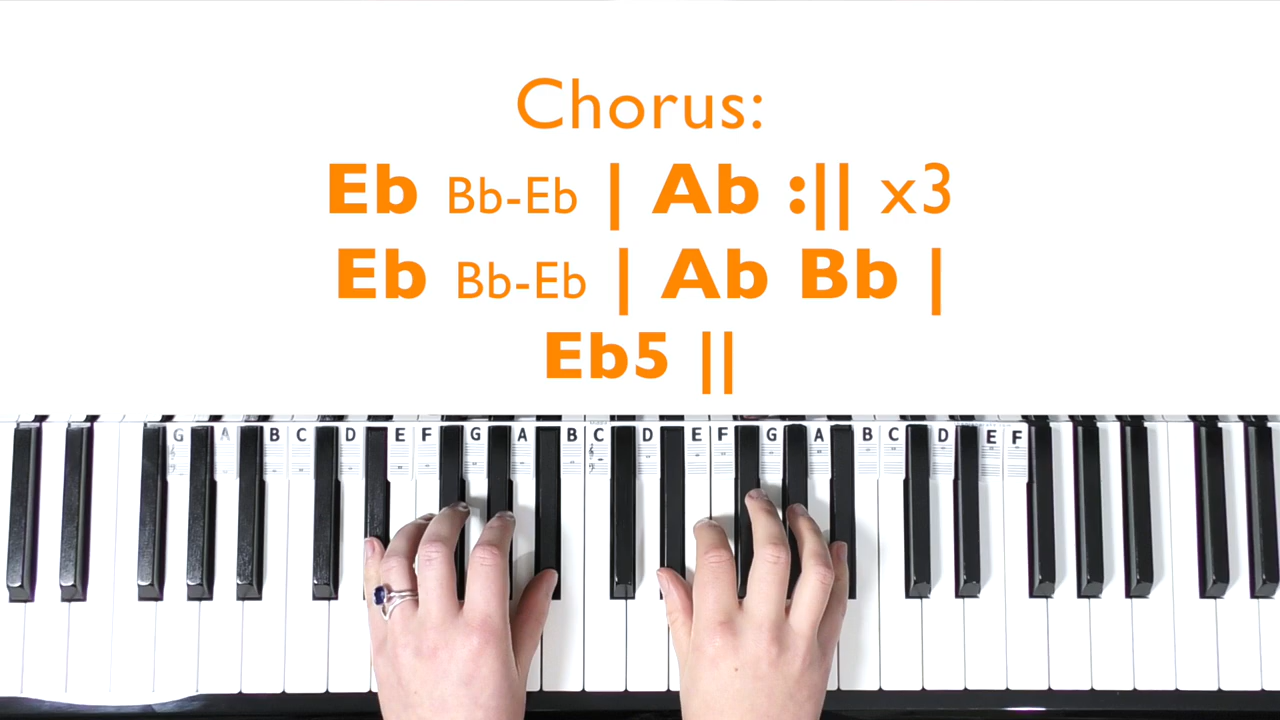 Chorus:
Eb Bb-Eb | Ab :|| x3
Eb Bb-Eb | Ab Bb |
Eb5 ||
G A B C D E F G A B C D E F G A B C D E F